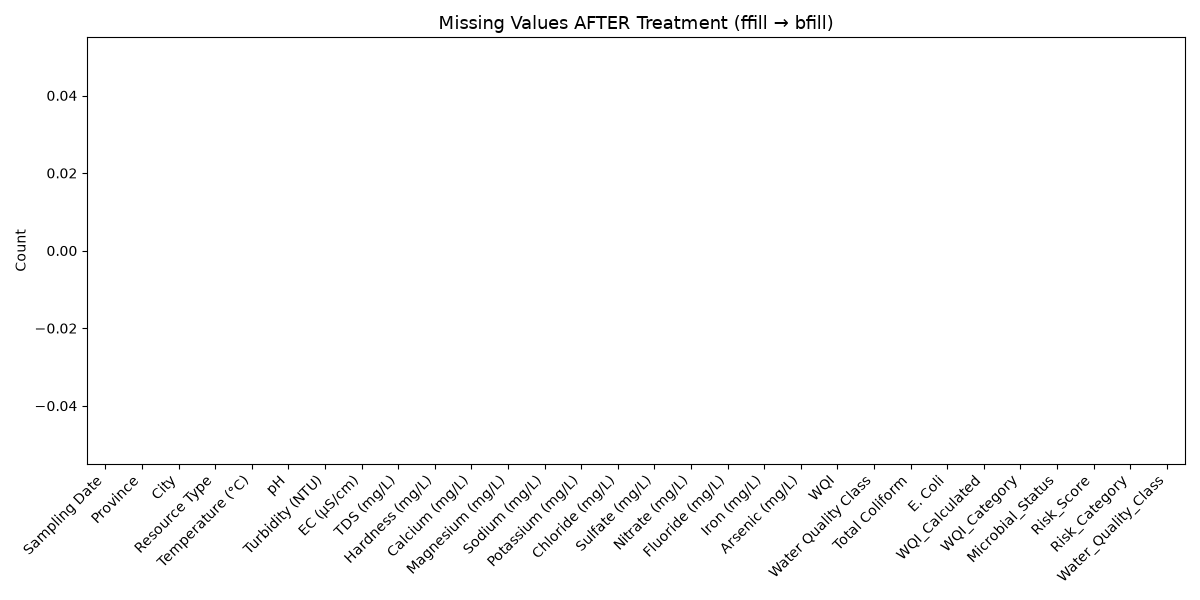 Missing Values AFTER Treatment (ffill → bfill)
Count
0.04
0.02
0.00
−0.02
−0.04
Sampling Date
Province
City
Resource Type
Temperature (°C)
pH
Turbidity (NTU)
EC (µS/cm)
TDS (mg/L)
Hardness (mg/L)
Calcium (mg/L)
Magnesium (mg/L)
Sodium (mg/L)
Potassium (mg/L)
Chloride (mg/L)
Sulfate (mg/L)
Nitrate (mg/L)
Fluoride (mg/L)
Iron (mg/L)
Arsenic (mg/L)
WQI
Water Quality Class
Total Coliform
E. Coli
WQI_Calculated
WQI_Category
Microbial_Status
Risk_Score
Risk_Category
Water_Quality_Class